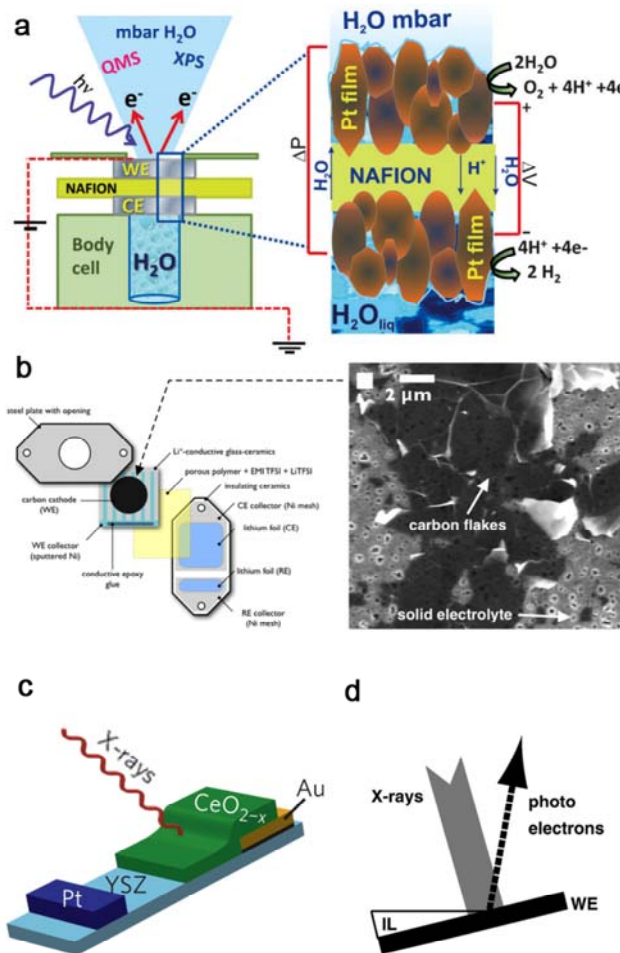 a
mbar H₂O
QMS
XPS
hν
e⁻
e⁻
WE
NAFION
CE
Body
cell
H₂O
H₂O mbar
Pt film
2H₂O
O₂ + 4H⁺ +4e
+
ΔP
H₂O
NAFION
H⁺
H₂O
ΔV
−
Pt film
4H⁺ +4e-
2 H₂
H₂O liq
b
steel plate with opening
Li⁺-conductive glass-ceramics
porous polymer + EMI TFSI + LiTFSI
insulating ceramics
CE collector (Ni mesh)
carbon cathode
(WE)
lithium foil (CE)
WE collector
(sputtered Ni)
lithium foil (RE)
conductive epoxy
glue
RE collector
(Ni mesh)
2 µm
carbon flakes
solid electrolyte
c
X-rays
CeO₂₋ₓ
Au
YSZ
Pt
d
X-rays
photo
electrons
WE
IL